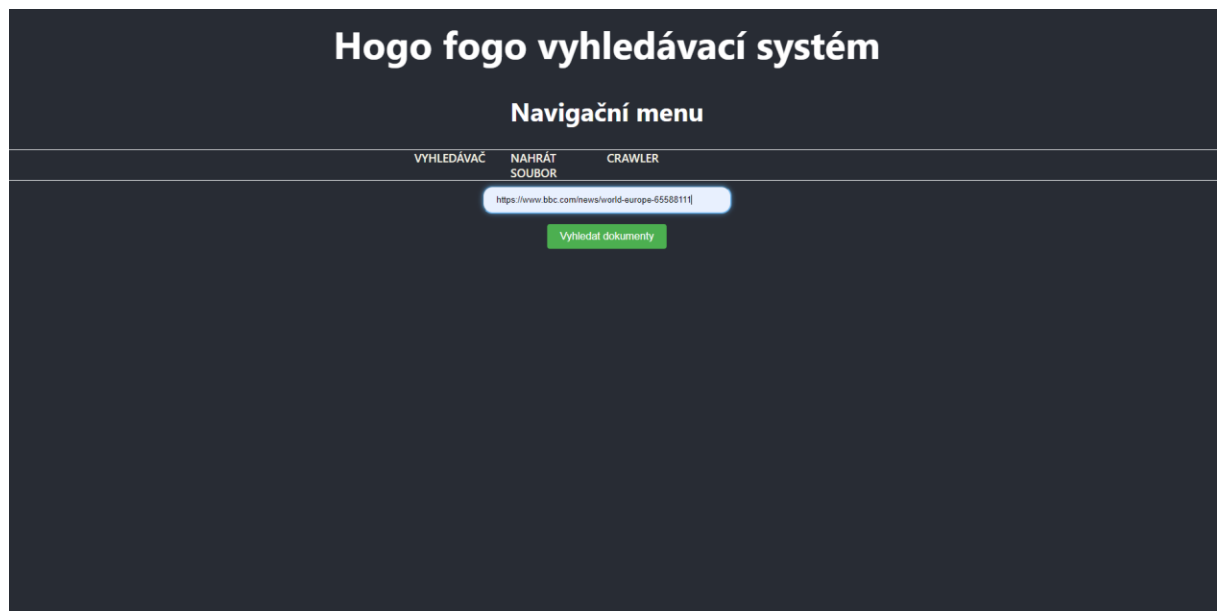 Hogo fogo vyhledávací systém
Navigační menu
VYHLEDÁVAČ NAHRÁT CRAWLER
SOUBOR
https://www.bbc.com/news/world-europe-65588111
Vyhledat dokumenty